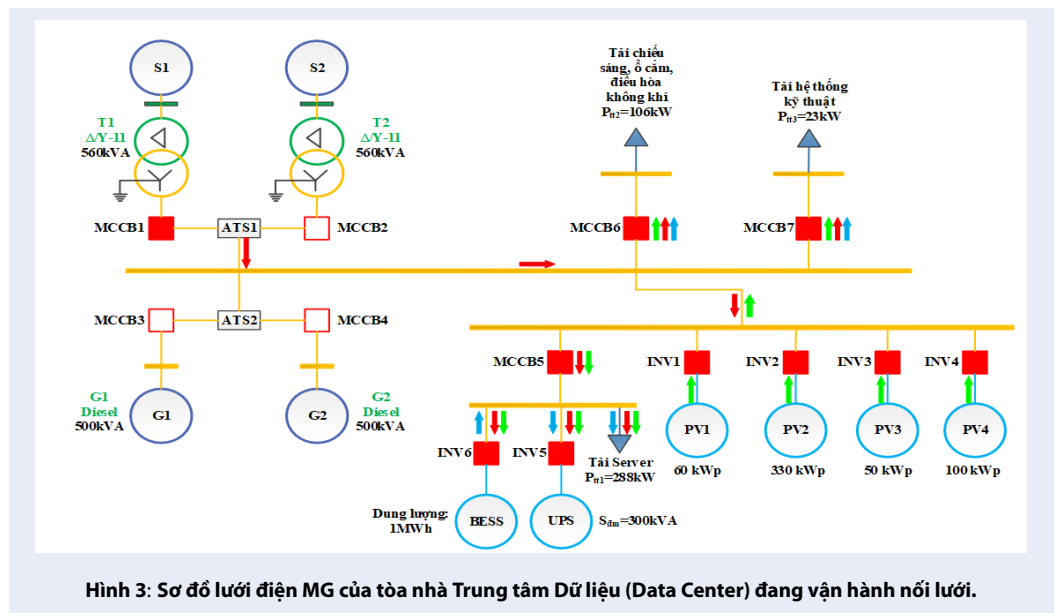 S1
S2
T1
Δ/Y-11
560kVA
T2
Δ/Y-11
560kVA
Tải chiếu
sáng, ổ cắm,
điều hòa
không khí
Ptt2=106kW
Tải hệ thống
kỹ thuật
Ptt3=23kW
MCCB1
ATS1
MCCB2
MCCB6
MCCB7
MCCB3
ATS2
MCCB4
MCCB5
INV1
INV2
INV3
INV4
G1
Diesel
500kVA
G1
G2
Diesel
500kVA
G2
PV1
PV2
PV3
PV4
60 kWp
330 kWp
50 kWp
100 kWp
INV6
INV5
Tải Server
Ptt1=288kW
Dung lượng:
1MWh
BESS
UPS
Sđm=300kVA
Hình 3: Sơ đồ lưới điện MG của tòa nhà Trung tâm Dữ liệu (Data Center) đang vận hành nối lưới.